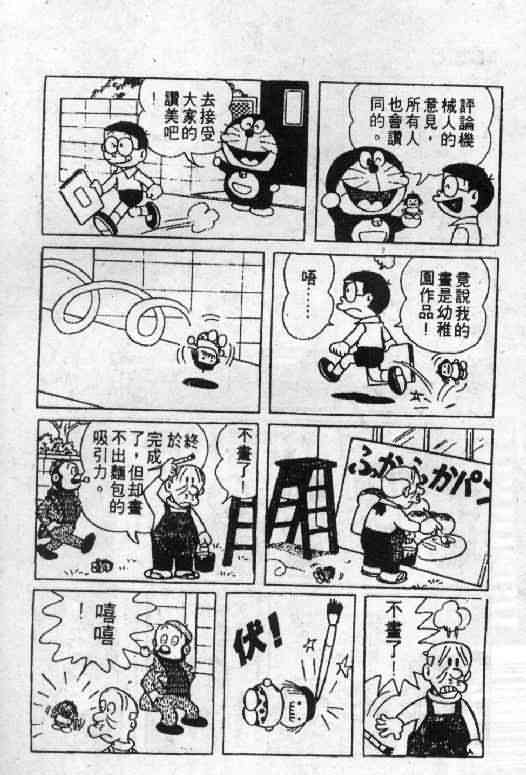 評論機
械人的
意見，
所有人
也會讚
同的。
去接受
大家的
讚美吧
！
竟說我的
畫是幼稚
園作品！
唔……
ふかふかパン
不畫了！
終
於
完成
了，但却畫
不出麵包的
吸引力。
不畫了！
伏！
嘻嘻
！